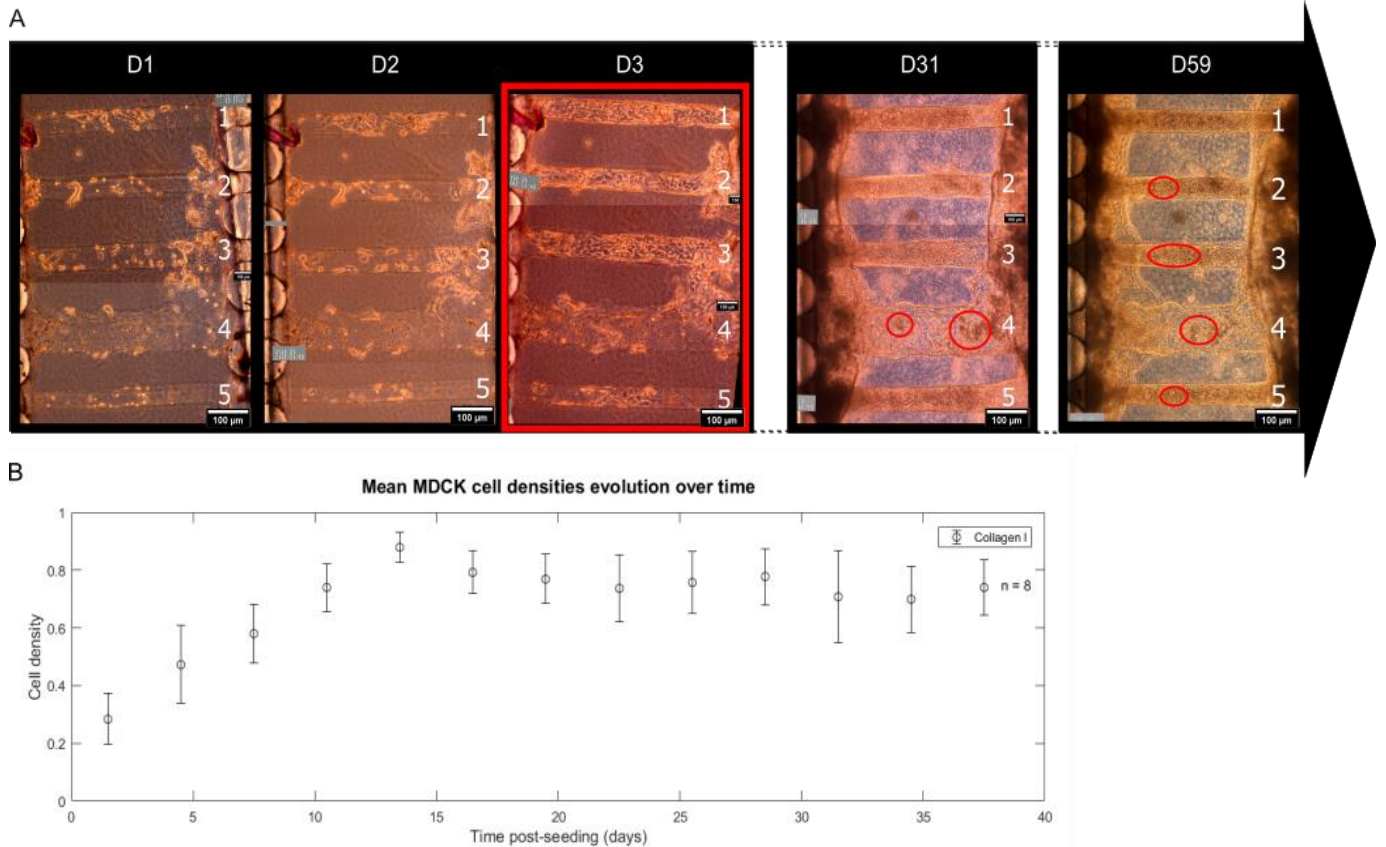 A
D1 D2 D3 D31 D59
1 1 1 1 1
2 2 2 2 2
3 3 3 3 3
4 4 4 4 4
5 5 5 5 5
100 µm 100 µm 100 µm 100 µm 100 µm
B
Mean MDCK cell densities evolution over time
Collagen I
n = 8
Cell density
1
0.8
0.6
0.4
0.2
0
0 5 10 15 20 25 30 35 40
Time post-seeding (days)